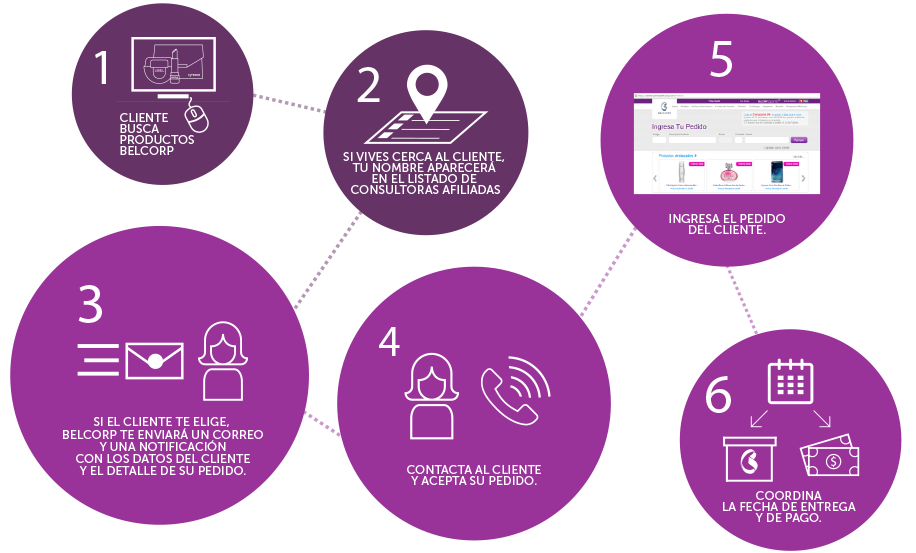 1
CLIENTE
BUSCA
PRODUCTOS
BELCORP
2
SI VIVES CERCA AL CLIENTE,
TU NOMBRE APARECERÁ
EN EL LISTADO DE
CONSULTORAS AFILIADAS
3
SI EL CLIENTE TE ELIGE,
BELCORP TE ENVIARÁ UN CORREO
Y UNA NOTIFICACIÓN
CON LOS DATOS DEL CLIENTE
Y EL DETALLE DE SU PEDIDO.
4
CONTACTA AL CLIENTE
Y ACEPTA SU PEDIDO.
5
Ingresa Tu Pedido
INGRESA EL PEDIDO
DEL CLIENTE.
6
$
COORDINA
LA FECHA DE ENTREGA
Y DE PAGO.